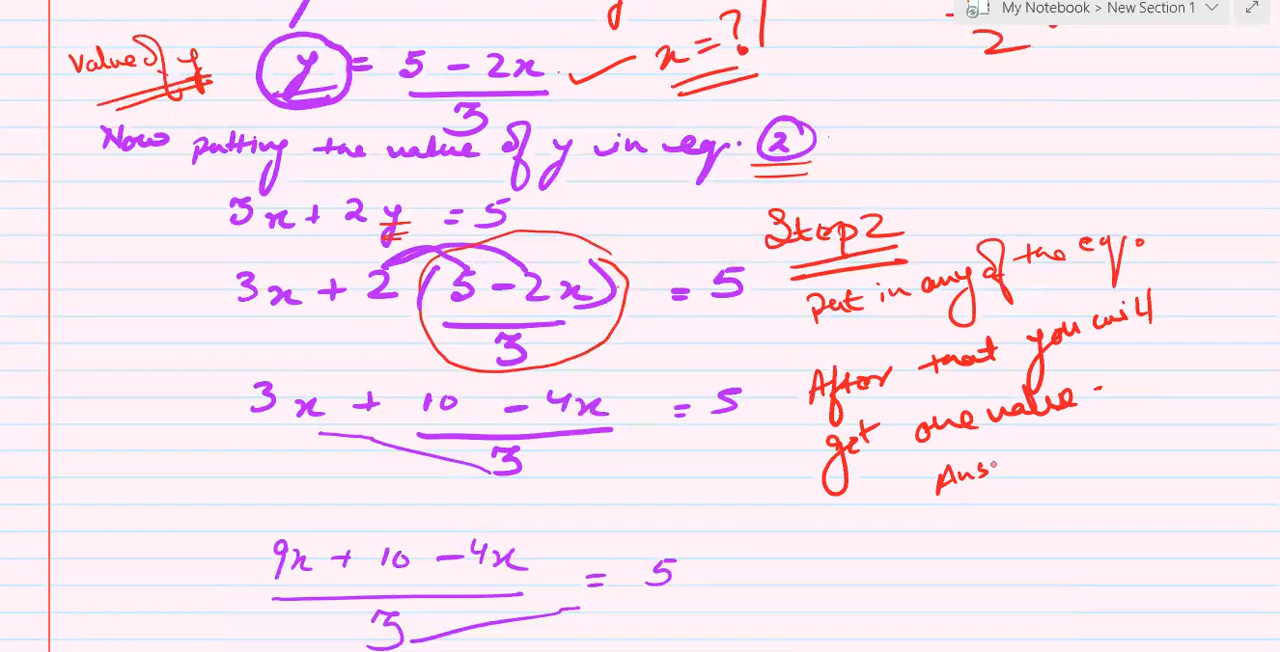 My Notebook > New Section 1
2
Value of y
y = 5 - 2x / 3
x = ?
Now putting the value of y in eq. 2
3x + 2y = 5
3x + 2 (5 - 2x / 3) = 5
3x + 10 - 4x / 3 = 5
9x + 10 - 4x / 3 = 5
Step 2
put in any of the eq.
After that you will
get one value.
Ans